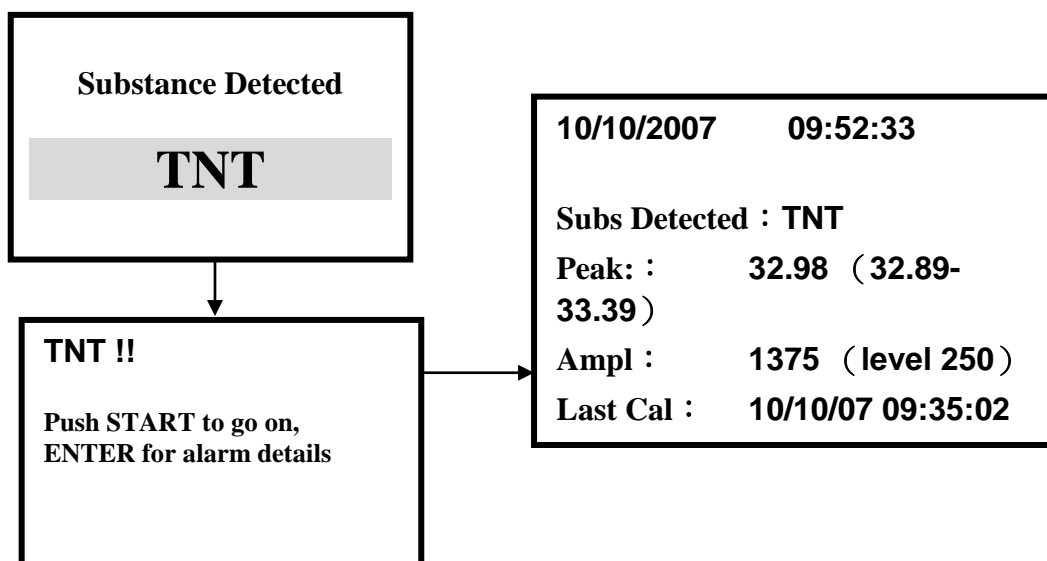 Substance Detected
TNT
TNT !!
Push START to go on,
ENTER for alarm details
10/10/2007 09:52:33
Subs Detected：TNT
Peak:： 32.98 （32.89-
33.39）
Ampl： 1375 （level 250）
Last Cal： 10/10/07 09:35:02